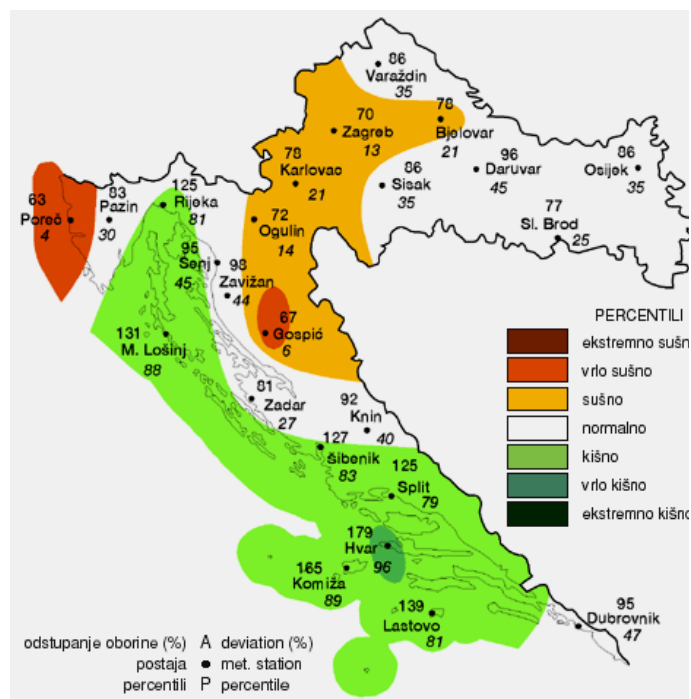 86
Varaždin
35
70
Zagreb
13
78
Bjelovar
21
78
Karlovac
21
86
Sisak
35
96
Daruvar
45
86
Osijek
35
77
Sl. Brod
25
63
Poreč
4
83
Pazin
30
125
Rijeka
81
72
Ogulin
14
95
Senj
45
98
Zavižan
44
67
Gospić
6
131
M. Lošinj
88
81
Zadar
27
92
Knin
40
127
šibenik
83
125
Split
79
179
Hvar
96
165
Komiža
89
139
Lastovo
81
95
Dubrovnik
47
PERCENTILI
ekstremno sušno
vrlo sušno
sušno
normalno
kišno
vrlo kišno
ekstremno kišno
odstupanje oborine (%) A deviation (%)
postaja ● met. station
percentili P percentile